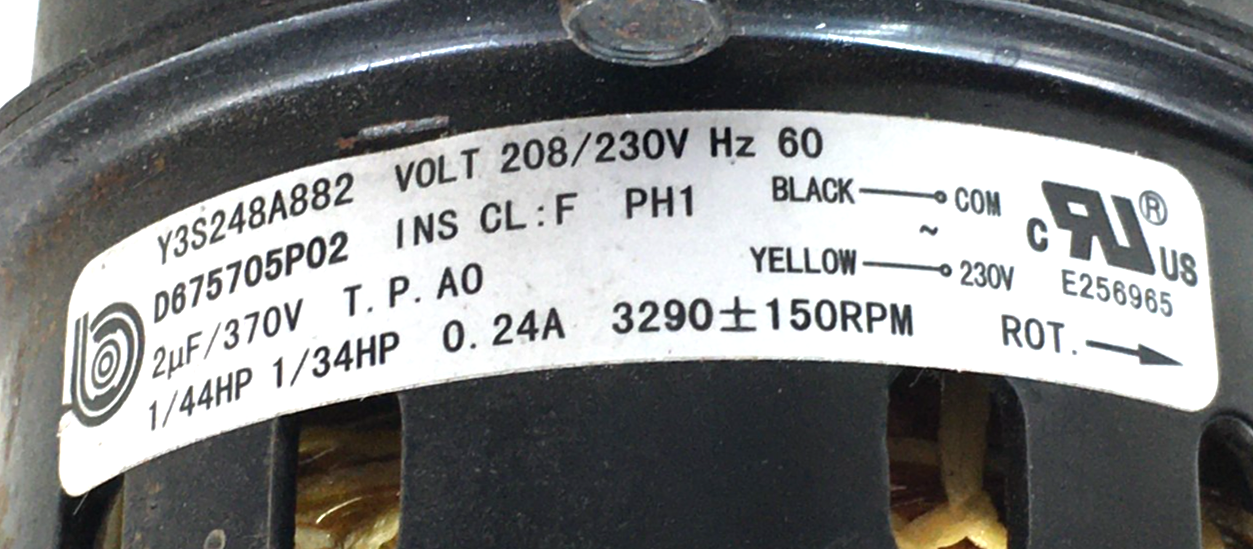 Y3S248A882 VOLT 208/230V Hz 60
D675705P02 INS CL:F PH1
2µF/370V T.P.AO
1/44HP 1/34HP 0.24A 3290±150RPM
BLACK COM
~
YELLOW 230V
ROT.
c RU ® US
E256965